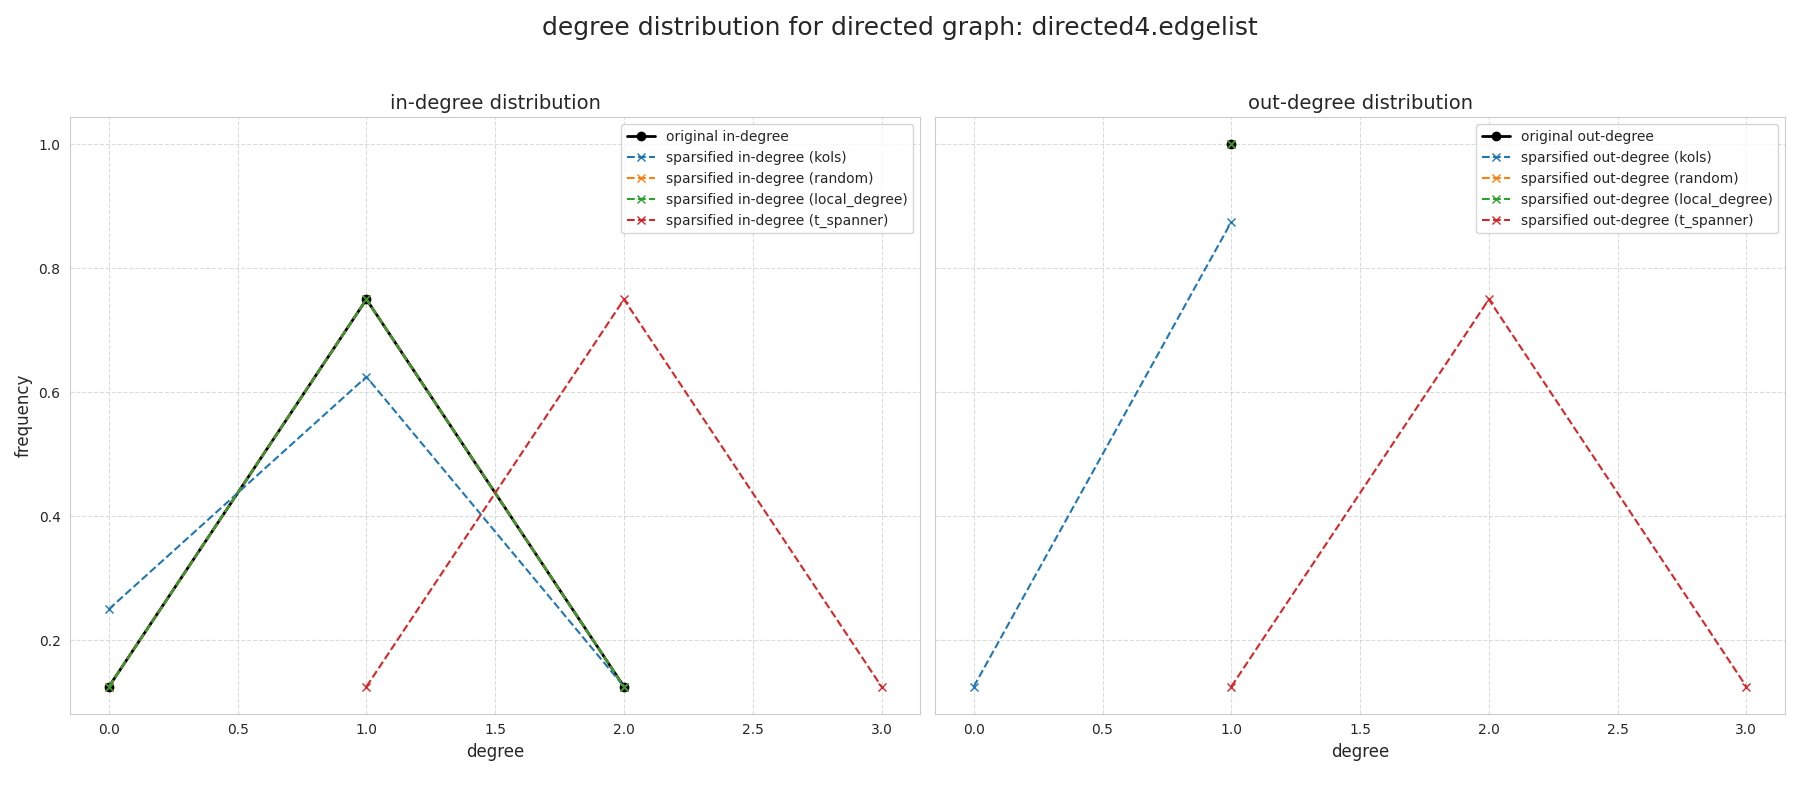 degree distribution for directed graph: directed4.edgelist
in-degree distribution
original in-degree
sparsified in-degree (kols)
sparsified in-degree (random)
sparsified in-degree (local_degree)
sparsified in-degree (t_spanner)
frequency
1.0
0.8
0.6
0.4
0.2
0.0 0.5 1.0 1.5 2.0 2.5 3.0
degree
out-degree distribution
original out-degree
sparsified out-degree (kols)
sparsified out-degree (random)
sparsified out-degree (local_degree)
sparsified out-degree (t_spanner)
0.0 0.5 1.0 1.5 2.0 2.5 3.0
degree